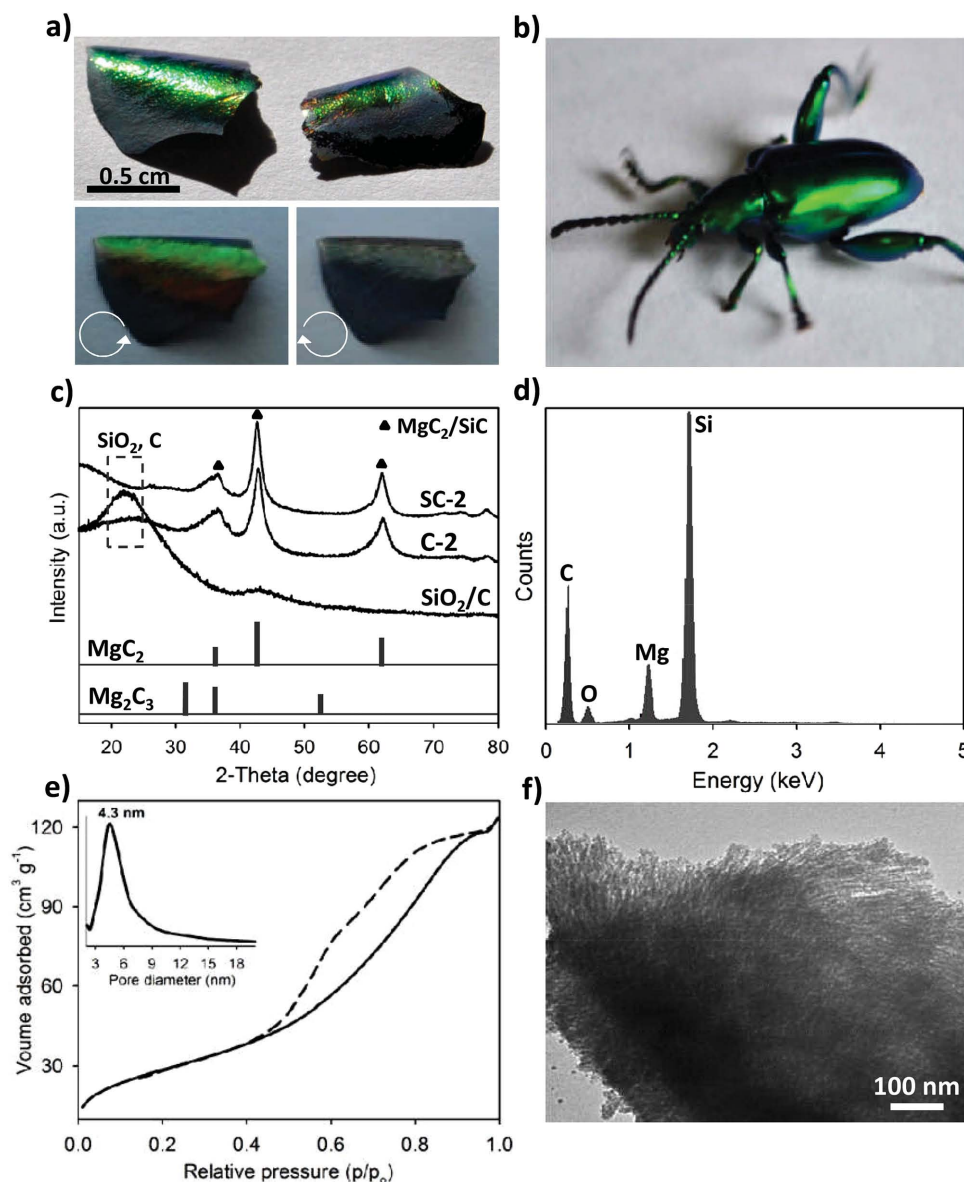 a)
0.5 cm
b)
c)
SiO2, C
▲ MgC2/SiC
SC-2
C-2
SiO2/C
MgC2
Mg2C3
Intensity (a.u.)
20 30 40 50 60 70 80
2-Theta (degree)
d)
Si
C
O
Mg
Counts
0 1 2 3 4 5
Energy (keV)
e)
4.3 nm
3 6 9 12 15 18
Pore diameter (nm)
120
90
60
30
Voume adsorbed (cm³ g⁻¹)
0.0 0.2 0.4 0.6 0.8 1.0
Relative pressure (p/po)
f)
100 nm